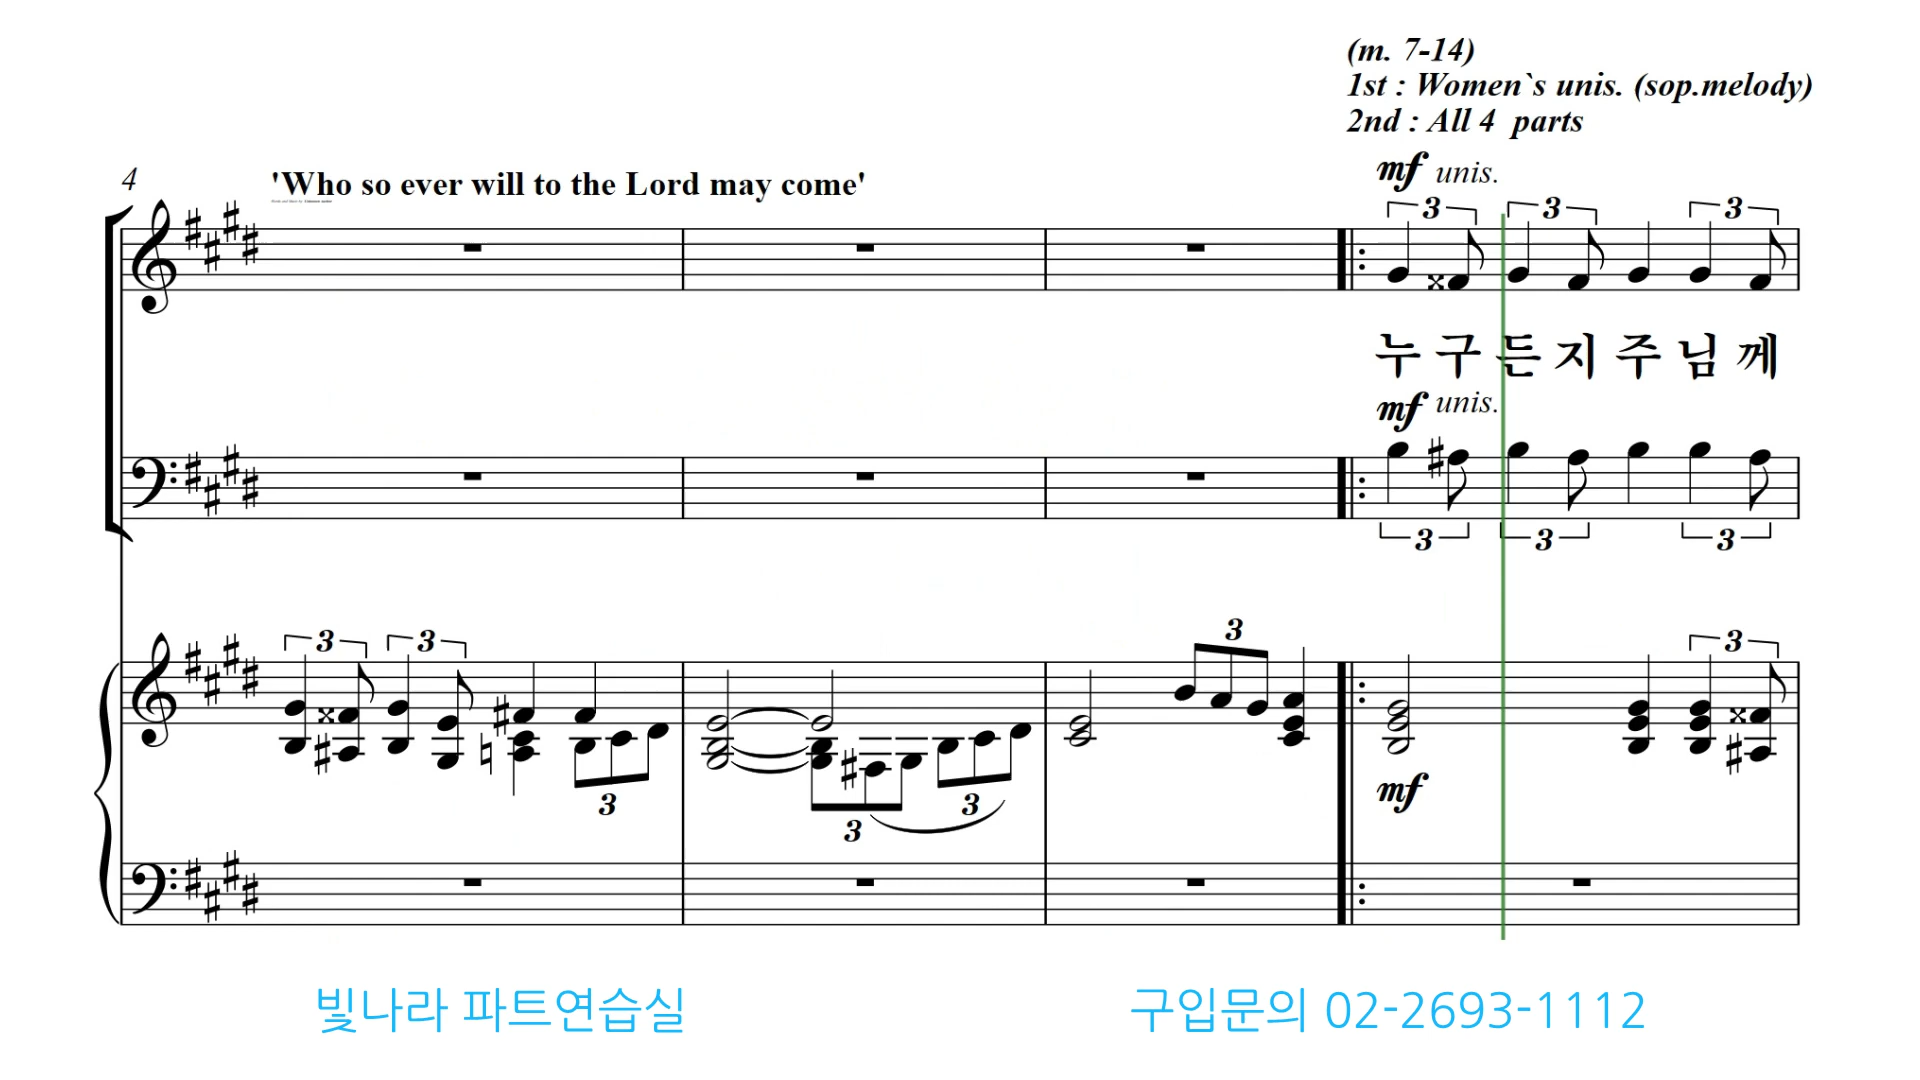 (m. 7-14)
1st : Women`s unis. (sop.melody)
2nd : All 4 parts
mf unis.
4
'Who so ever will to the Lord may come'
3 3 3
누 구 든 지 주 님 께
mf unis.
3 3 3
3 3 3 3
3 3 3
mf
빛나라 파트연습실
구입문의 02-2693-1112